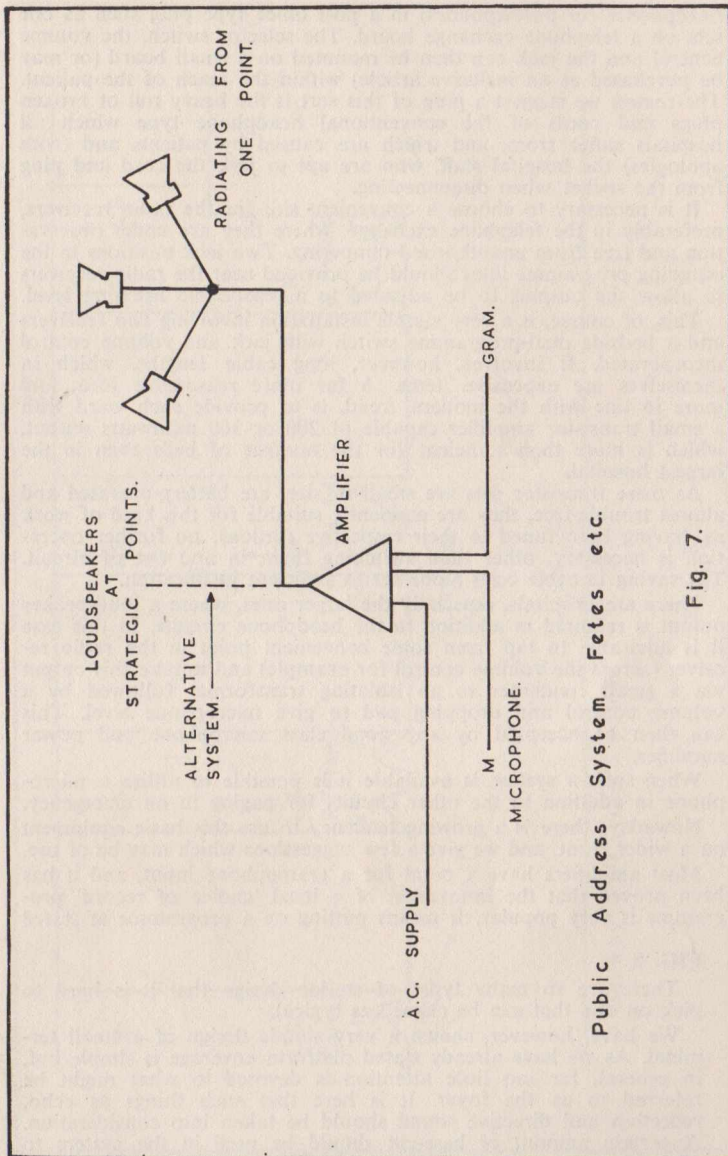 LOUDSPEAKERS
AT
STRATEGIC POINTS.
RADIATING FROM
ONE POINT.
ALTERNATIVE
SYSTEM.
AMPLIFIER
A.C. SUPPLY
M
MICROPHONE.
GRAM.
Public Address System Fetes etc.
Fig 7.